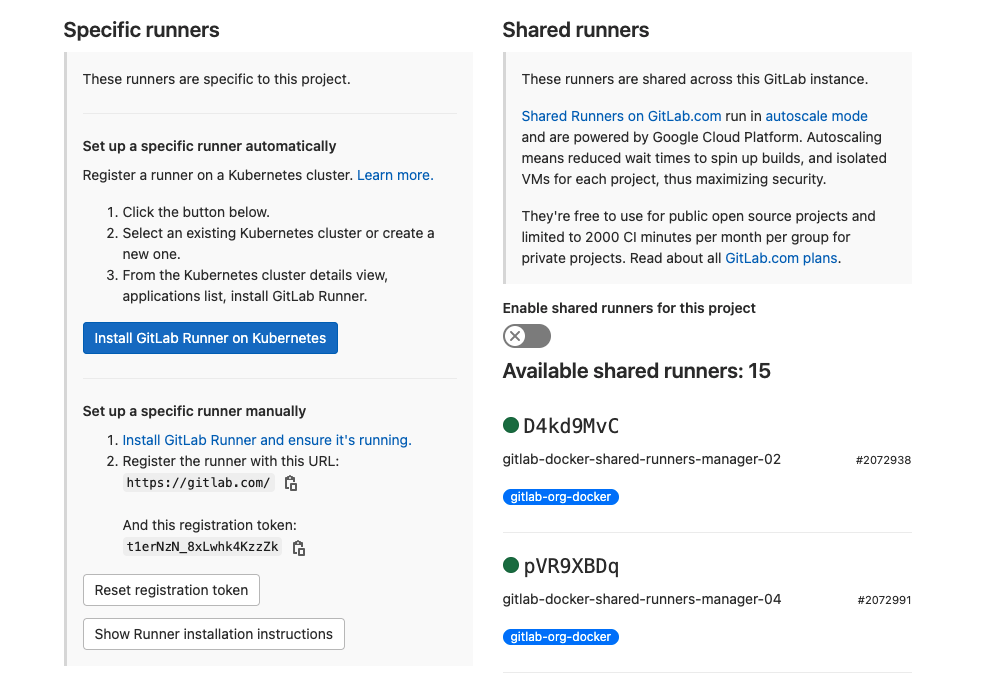 Specific runners
These runners are specific to this project.
Set up a specific runner automatically
Register a runner on a Kubernetes cluster. Learn more.
1. Click the button below.
2. Select an existing Kubernetes cluster or create a
new one.
3. From the Kubernetes cluster details view,
applications list, install GitLab Runner.
Install GitLab Runner on Kubernetes
Set up a specific runner manually
1. Install GitLab Runner and ensure it's running.
2. Register the runner with this URL:
https://gitlab.com/
And this registration token:
t1erNzN_8xLwhk4KzzZk
Reset registration token
Show Runner installation instructions
Shared runners
These runners are shared across this GitLab instance.
Shared Runners on GitLab.com run in autoscale mode
and are powered by Google Cloud Platform. Autoscaling
means reduced wait times to spin up builds, and isolated
VMs for each project, thus maximizing security.
They're free to use for public open source projects and
limited to 2000 CI minutes per month per group for
private projects. Read about all GitLab.com plans.
Enable shared runners for this project
Available shared runners: 15
D4kd9MvC
gitlab-docker-shared-runners-manager-02 #2072938
gitlab-org-docker
pVR9XBDq
gitlab-docker-shared-runners-manager-04 #2072991
gitlab-org-docker